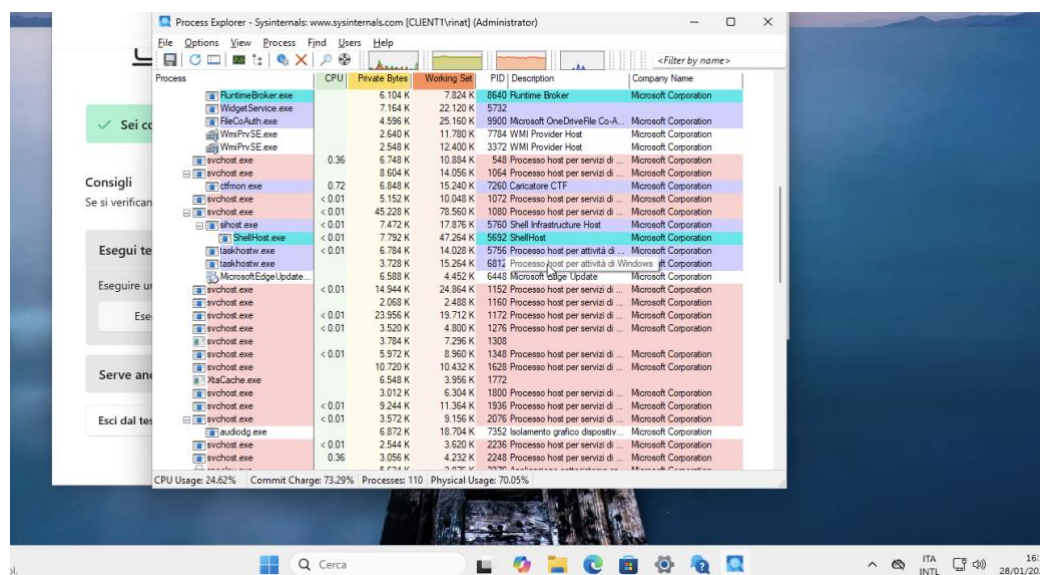 Process Explorer - Sysinternals: www.sysinternals.com [CLIENT1\rinat] (Administrator)
File Options View Process Find Users Help
<Filter by name>
Process CPU Private Bytes Working Set PID Description Company Name
RuntimeBroker.exe 6.104 K 7.824 K 8640 Runtime Broker Microsoft Corporation
WidgetService.exe 7.164 K 22.120 K 5732
FileCoAuth.exe 4.596 K 25.160 K 9900 Microsoft OneDriveFile Co-A... Microsoft Corporation
WmiPrvSE.exe 2.640 K 11.780 K 7784 WMI Provider Host Microsoft Corporation
WmiPrvSE.exe 2.548 K 12.400 K 3372 WMI Provider Host Microsoft Corporation
svchost.exe 0.36 6.748 K 10.884 K 548 Processo host per servizi di ... Microsoft Corporation
svchost.exe 8.604 K 14.056 K 1064 Processo host per servizi di ... Microsoft Corporation
ctfmon.exe 0.72 6.848 K 15.240 K 7260 Caricatore CTF Microsoft Corporation
svchost.exe < 0.01 5.152 K 10.048 K 1072 Processo host per servizi di ... Microsoft Corporation
svchost.exe < 0.01 45.228 K 78.560 K 1080 Processo host per servizi di ... Microsoft Corporation
sihost.exe < 0.01 7.472 K 17.876 K 5760 Shell Infrastructure Host Microsoft Corporation
ShellHost.exe < 0.01 7.792 K 47.264 K 5692 ShellHost Microsoft Corporation
taskhostw.exe < 0.01 6.784 K 14.028 K 5756 Processo host per attività di ... Microsoft Corporation
taskhostw.exe 3.728 K 15.264 K 6812 Processo host per attività di Windows ft Corporation
MicrosoftEdgeUpdate... 6.588 K 4.452 K 6448 Microsoft Edge Update Microsoft Corporation
svchost.exe < 0.01 14.944 K 24.864 K 1152 Processo host per servizi di ... Microsoft Corporation
svchost.exe 2.068 K 2.488 K 1160 Processo host per servizi di ... Microsoft Corporation
svchost.exe < 0.01 23.956 K 19.712 K 1172 Processo host per servizi di ... Microsoft Corporation
svchost.exe < 0.01 3.520 K 4.800 K 1276 Processo host per servizi di ... Microsoft Corporation
svchost.exe 3.784 K 7.296 K 1308
svchost.exe < 0.01 5.972 K 8.960 K 1348 Processo host per servizi di ... Microsoft Corporation
svchost.exe 10.720 K 10.432 K 1628 Processo host per servizi di ... Microsoft Corporation
XtaCache.exe 6.548 K 3.956 K 1772
svchost.exe 3.012 K 6.304 K 1800 Processo host per servizi di ... Microsoft Corporation
svchost.exe < 0.01 9.244 K 11.364 K 1936 Processo host per servizi di ... Microsoft Corporation
svchost.exe < 0.01 3.572 K 9.156 K 2076 Processo host per servizi di ... Microsoft Corporation
audiodg.exe 6.872 K 18.704 K 7352 Isolamento grafico dispositiv... Microsoft Corporation
svchost.exe < 0.01 2.544 K 3.620 K 2236 Processo host per servizi di ... Microsoft Corporation
svchost.exe 0.36 3.056 K 4.232 K 2248 Processo host per servizi di ... Microsoft Corporation
CPU Usage: 24.62% Commit Charge: 73.29% Processes: 110 Physical Usage: 70.05%
Sei co
Consigli
Se si verifican
Esegui te
Eseguire un
Ese
Serve an
Esci dal tes
ol.
Cerca
ITA
INTL
16:
28/01/20